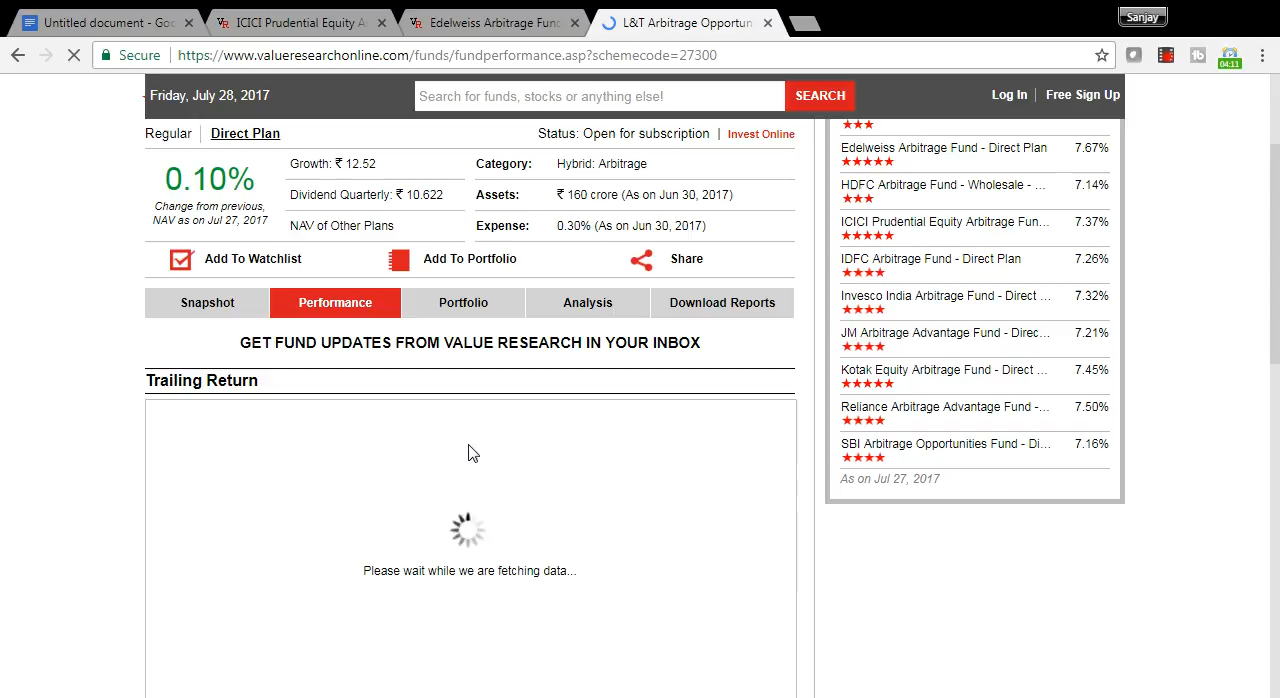 Untitled document - Goo
ICICI Prudential Equity A
Edelweiss Arbitrage Fund
L&T Arbitrage Opportun
Sanjay
Secure
https://www.valueresearchonline.com/funds/fundperformance.asp?schemecode=27300
04:11
Friday, July 28, 2017
Search for funds, stocks or anything else!
SEARCH
Log In
Free Sign Up
Regular
Direct Plan
Status: Open for subscription | Invest Online
0.10%
Change from previous,
NAV as on Jul 27, 2017
Growth: ₹ 12.52
Dividend Quarterly: ₹ 10.622
NAV of Other Plans
Category: Hybrid: Arbitrage
Assets: ₹ 160 crore (As on Jun 30, 2017)
Expense: 0.30% (As on Jun 30, 2017)
Add To Watchlist
Add To Portfolio
Share
Snapshot
Performance
Portfolio
Analysis
Download Reports
GET FUND UPDATES FROM VALUE RESEARCH IN YOUR INBOX
Trailing Return
Please wait while we are fetching data...
Edelweiss Arbitrage Fund - Direct Plan 7.67%
HDFC Arbitrage Fund - Wholesale - ... 7.14%
ICICI Prudential Equity Arbitrage Fun... 7.37%
IDFC Arbitrage Fund - Direct Plan 7.26%
Invesco India Arbitrage Fund - Direct ... 7.32%
JM Arbitrage Advantage Fund - Direc... 7.21%
Kotak Equity Arbitrage Fund - Direct ... 7.45%
Reliance Arbitrage Advantage Fund -... 7.50%
SBI Arbitrage Opportunities Fund - Di... 7.16%
As on Jul 27, 2017